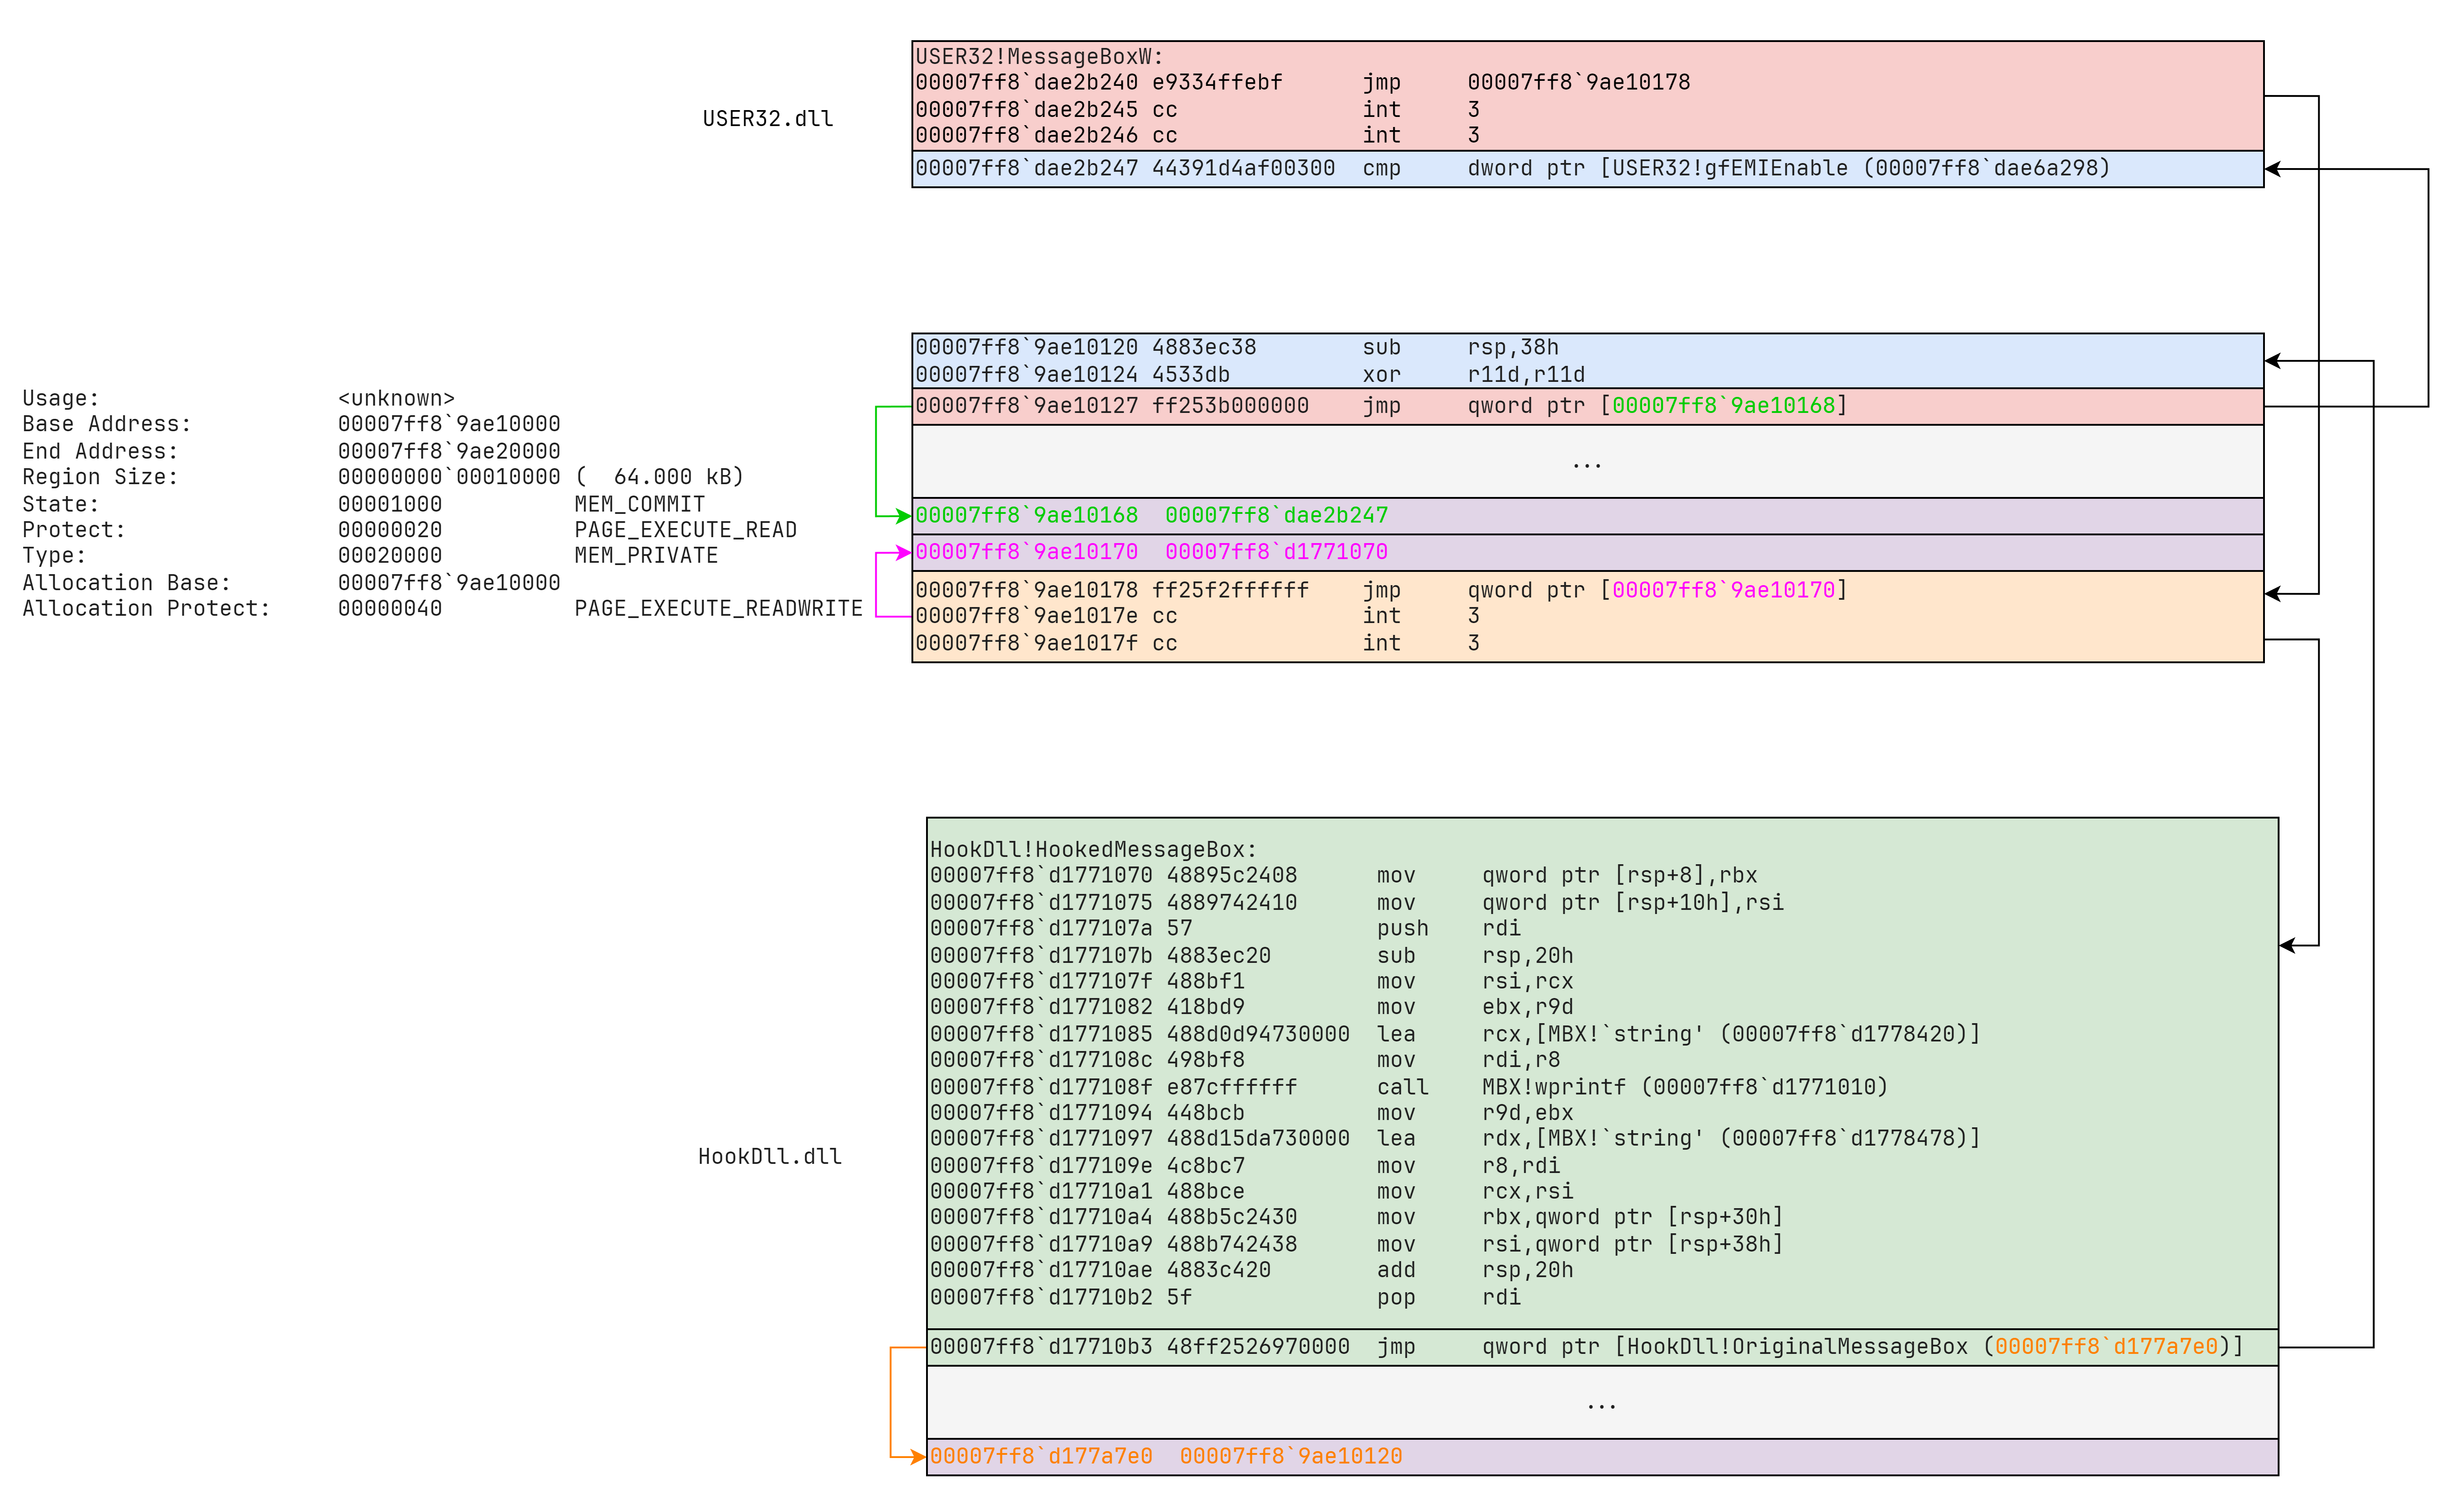 USER32.dll
USER32!MessageBoxW:
00007ff8`dae2b240 e9334ffebf      jmp     00007ff8`9ae10178
00007ff8`dae2b245 cc              int     3
00007ff8`dae2b246 cc              int     3
00007ff8`dae2b247 44391d4af00300  cmp     dword ptr [USER32!gfEMIEnable (00007ff8`dae6a298)
Usage:                  <unknown>
Base Address:           00007ff8`9ae10000
End Address:            00007ff8`9ae20000
Region Size:            00000000`00010000 (  64.000 kB)
State:                  00001000          MEM_COMMIT
Protect:                00000020          PAGE_EXECUTE_READ
Type:                   00020000          MEM_PRIVATE
Allocation Base:        00007ff8`9ae10000
Allocation Protect:     00000040          PAGE_EXECUTE_READWRITE
00007ff8`9ae10120 4883ec38        sub     rsp,38h
00007ff8`9ae10124 4533db          xor     r11d,r11d
00007ff8`9ae10127 ff253b000000    jmp     qword ptr [00007ff8`9ae10168]
...
00007ff8`9ae10168  00007ff8`dae2b247
00007ff8`9ae10170  00007ff8`d1771070
00007ff8`9ae10178 ff25f2ffffff    jmp     qword ptr [00007ff8`9ae10170]
00007ff8`9ae1017e cc              int     3
00007ff8`9ae1017f cc              int     3
HookDll.dll
HookDll!HookedMessageBox:
00007ff8`d1771070 48895c2408      mov     qword ptr [rsp+8],rbx
00007ff8`d1771075 4889742410      mov     qword ptr [rsp+10h],rsi
00007ff8`d177107a 57              push    rdi
00007ff8`d177107b 4883ec20        sub     rsp,20h
00007ff8`d177107f 488bf1          mov     rsi,rcx
00007ff8`d1771082 418bd9          mov     ebx,r9d
00007ff8`d1771085 488d0d94730000  lea     rcx,[MBX!`string' (00007ff8`d1778420)]
00007ff8`d177108c 498bf8          mov     rdi,r8
00007ff8`d177108f e87cffffff      call    MBX!wprintf (00007ff8`d1771010)
00007ff8`d1771094 448bcb          mov     r9d,ebx
00007ff8`d1771097 488d15da730000  lea     rdx,[MBX!`string' (00007ff8`d1778478)]
00007ff8`d177109e 4c8bc7          mov     r8,rdi
00007ff8`d17710a1 488bce          mov     rcx,rsi
00007ff8`d17710a4 488b5c2430      mov     rbx,qword ptr [rsp+30h]
00007ff8`d17710a9 488b742438      mov     rsi,qword ptr [rsp+38h]
00007ff8`d17710ae 4883c420        add     rsp,20h
00007ff8`d17710b2 5f              pop     rdi
00007ff8`d17710b3 48ff2526970000  jmp     qword ptr [HookDll!OriginalMessageBox (00007ff8`d177a7e0)]
...
00007ff8`d177a7e0  00007ff8`9ae10120